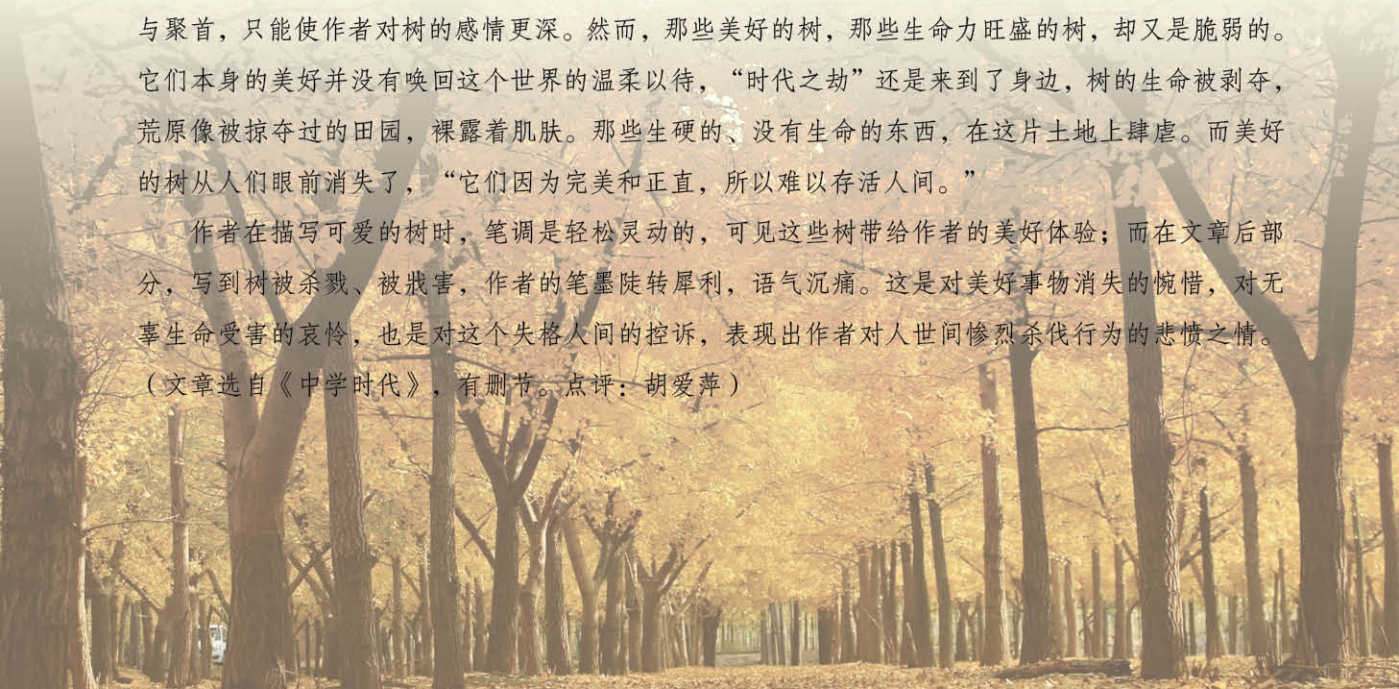 与聚首，只能使作者对树的感情更深。然而，那些美好的树，那些生命力旺盛的树，却又是脆弱的。
它们本身的美好并没有唤回这个世界的温柔以待，“时代之劫”还是来到了身边，树的生命被剥夺，
荒原像被掠夺过的田园，裸露着肌肤。那些生硬的、没有生命的东西，在这片土地上肆虐。而美好
的树从人们眼前消失了，“它们因为完美和正直，所以难以存活人间。”
作者在描写可爱的树时，笔调是轻松灵动的，可见这些树带给作者的美好体验；而在文章后部
分，写到树被杀戮、被戕害，作者的笔墨陡转犀利，语气沉痛。这是对美好事物消失的惋惜，对无
辜生命受害的哀怜，也是对这个失格人间的控诉，表现出作者对人世间惨烈杀伐行为的悲愤之情。
（文章选自《中学时代》，有删节。点评：胡爱萍）